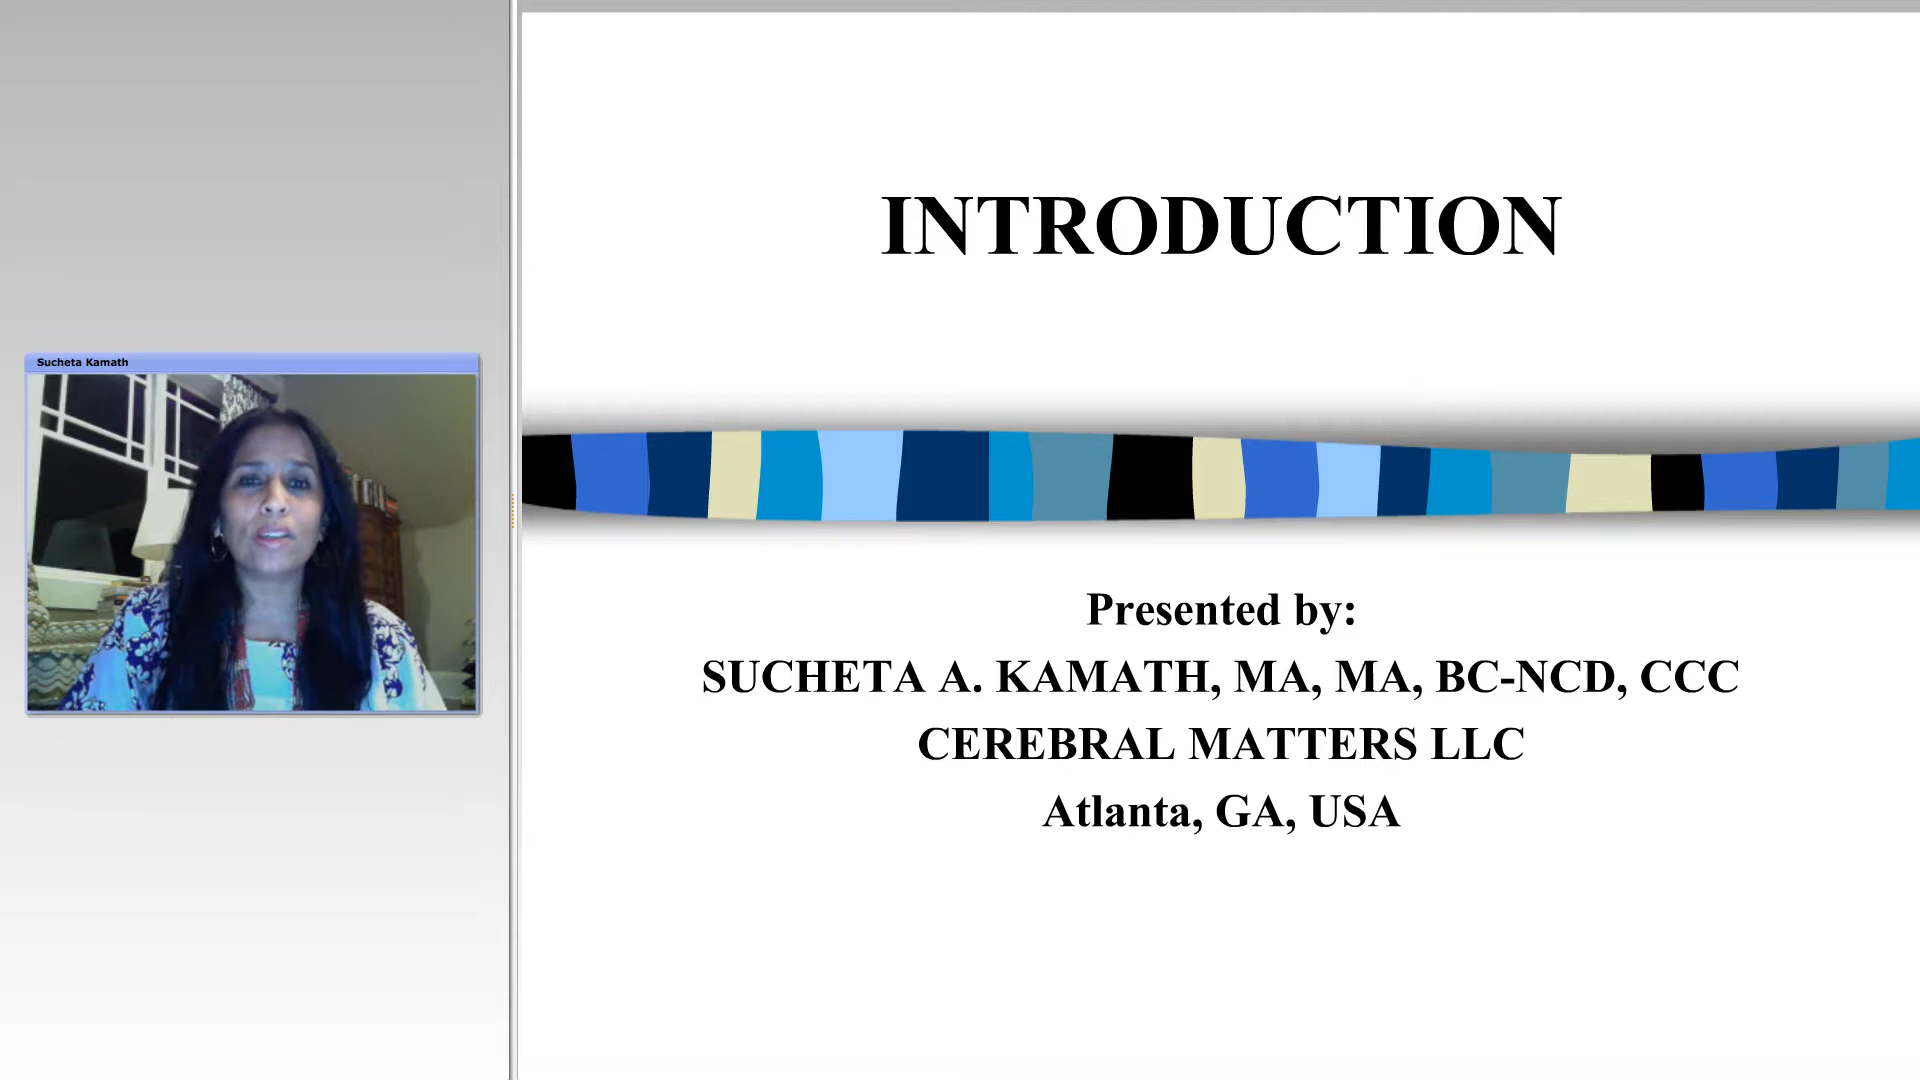 Sucheta Kamath
INTRODUCTION
Presented by:
SUCHETA A. KAMATH, MA, MA, BC-NCD, CCC
CEREBRAL MATTERS LLC
Atlanta, GA, USA